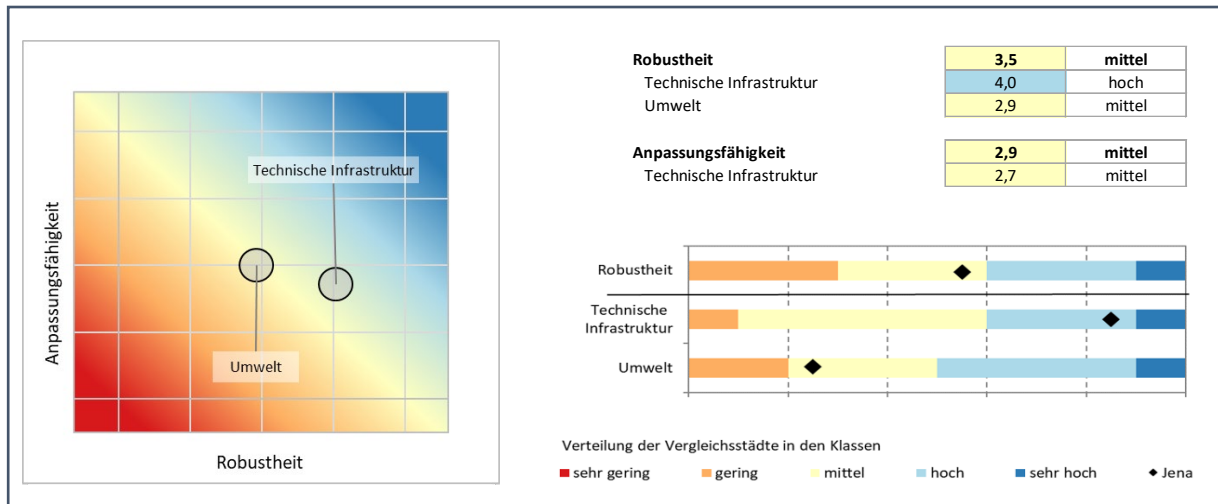 Anpassungsfähigkeit
Technische Infrastruktur
Umwelt
Robustheit
Robustheit 3,5 mittel
Technische Infrastruktur 4,0 hoch
Umwelt 2,9 mittel
Anpassungsfähigkeit 2,9 mittel
Technische Infrastruktur 2,7 mittel
Robustheit
Technische
Infrastruktur
Umwelt
Verteilung der Vergleichsstädte in den Klassen
sehr gering gering mittel hoch sehr hoch Jena